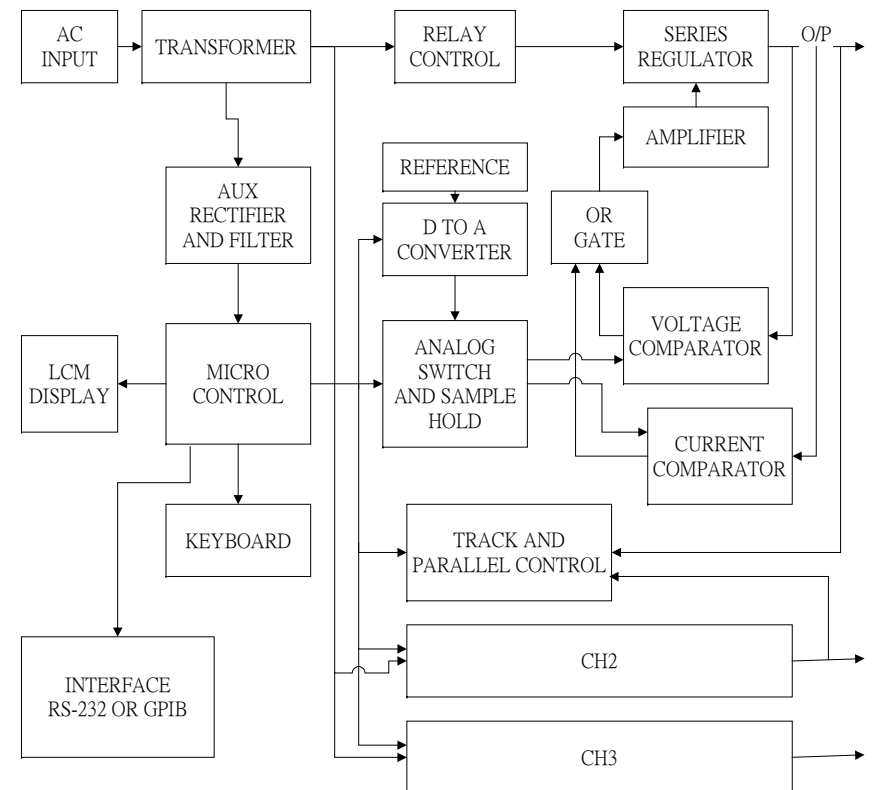 AC
INPUT
TRANSFORMER
RELAY
CONTROL
SERIES
REGULATOR
O/P
AMPLIFIER
REFERENCE
AUX
RECTIFIER
AND FILTER
D TO A
CONVERTER
OR
GATE
VOLTAGE
COMPARATOR
LCM
DISPLAY
MICRO
CONTROL
ANALOG
SWITCH
AND SAMPLE
HOLD
CURRENT
COMPARATOR
KEYBOARD
TRACK AND
PARALLEL CONTROL
INTERFACE
RS-232 OR GPIB
CH2
CH3